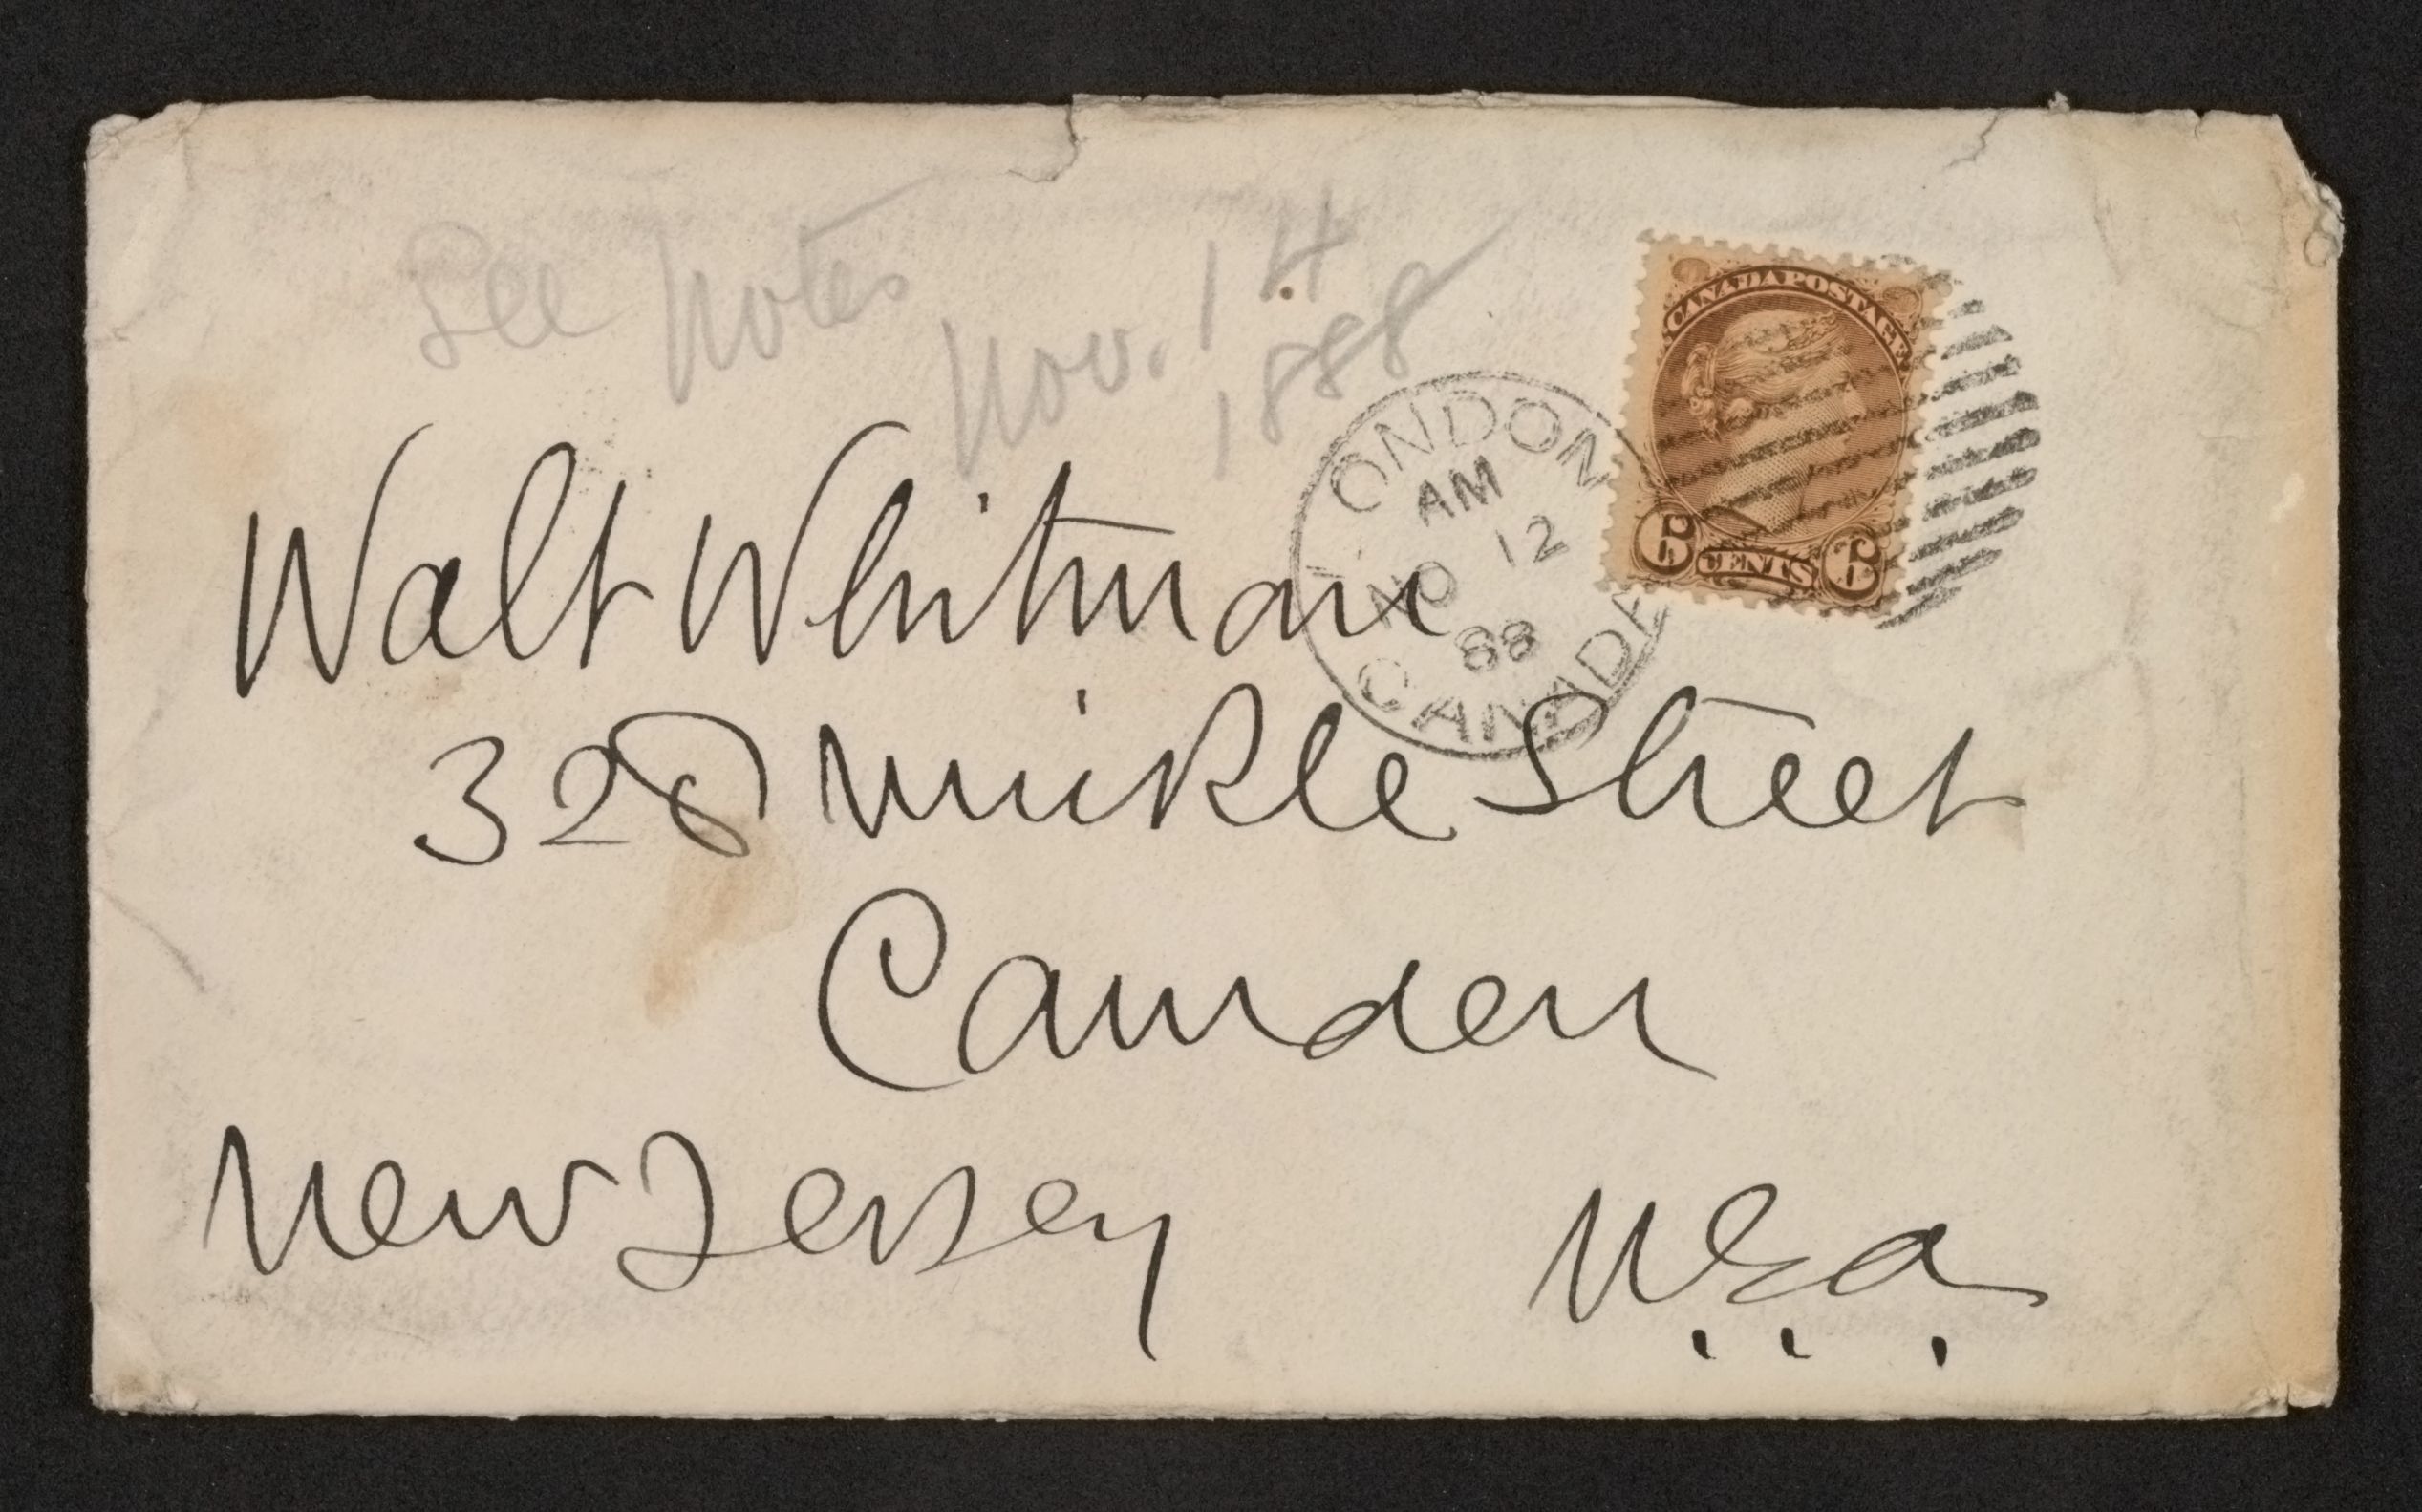 See notes
Nov. 14
1888
CANADA POSTAGE
6 CENTS 6
LONDON
AM
NO 12
88
CANADA
Walt Whitman
328 Mickle Street
Camden
New Jersey
U.S.a.